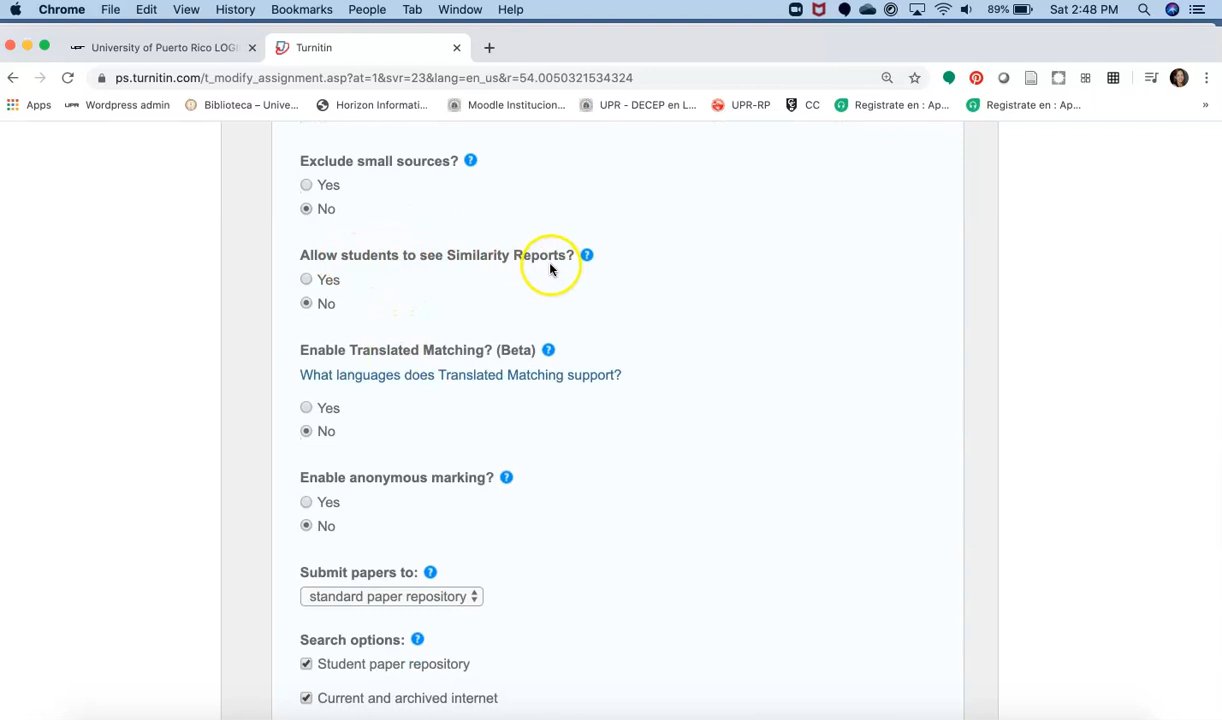 Chrome File Edit View History Bookmarks People Tab Window Help 89% Sat 2:48 PM
University of Puerto Rico LOGI Turnitin
ps.turnitin.com/t_modify_assignment.asp?at=1&svr=23&lang=en_us&r=54.0050321534324
Apps Wordpress admin Biblioteca – Unive... Horizon Informati... Moodle Institucion... UPR - DECEP en L... UPR-RP CC Registrate en : Ap... Registrate en : Ap... »
Exclude small sources? ?
Yes
No
Allow students to see Similarity Reports? ?
Yes
No
Enable Translated Matching? (Beta) ?
What languages does Translated Matching support?
Yes
No
Enable anonymous marking? ?
Yes
No
Submit papers to: ?
standard paper repository
Search options: ?
Student paper repository
Current and archived internet